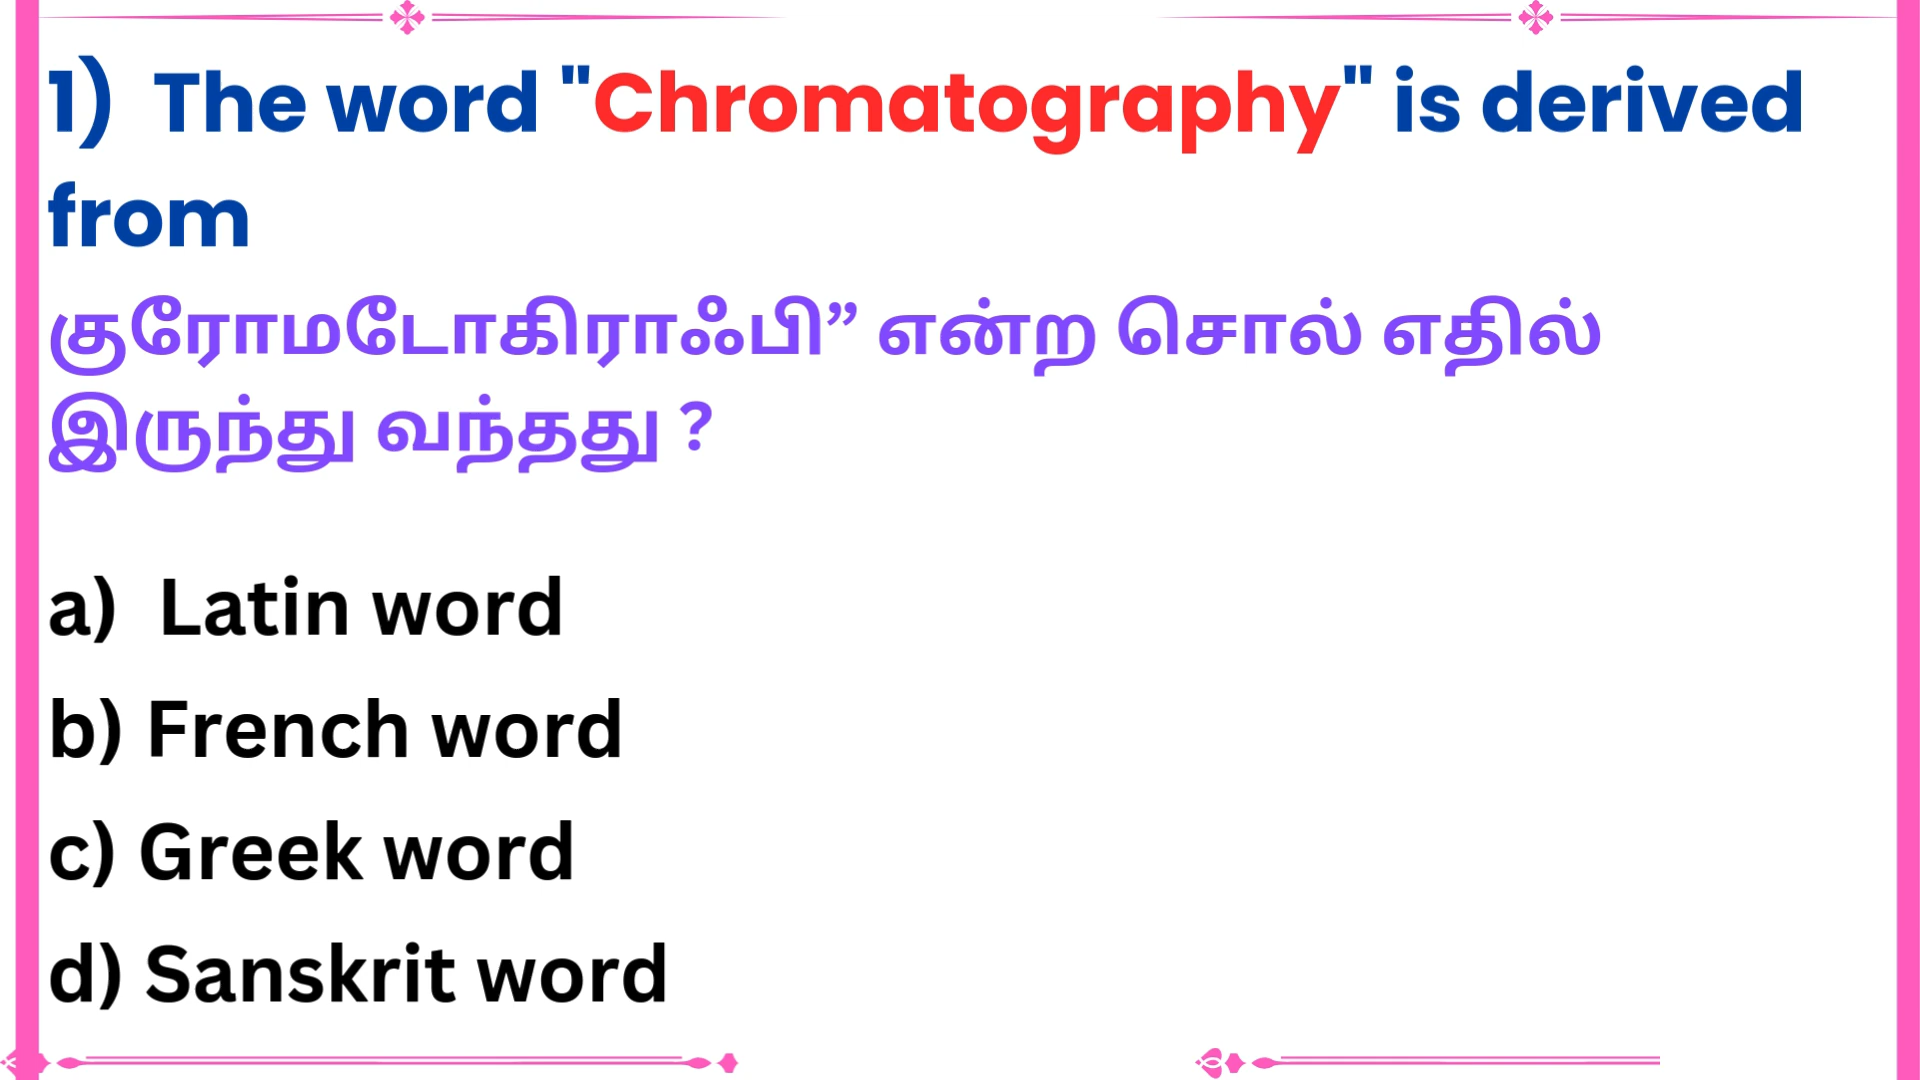 1) The word "Chromatography" is derived
from
குரோமடோகிராஃபி” என்ற சொல் எதில்
இருந்து வந்தது ?
a) Latin word
b) French word
c) Greek word
d) Sanskrit word